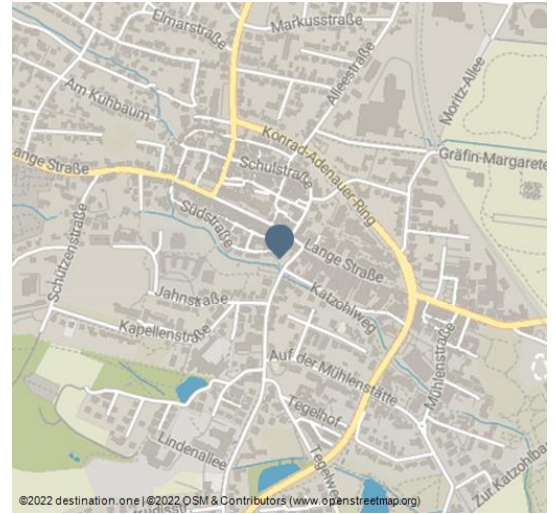 Elmarstraße
Markusstraße
Alleestraße
Am Kuhbaum
Moritz-Allee
Konrad-Adenauer-Ring
Gräfin-Margarete
Schulstraße
Lange Straße
Südstraße
Schützenstraße
Lange Straße
Jahnstraße
Katzohlweg
Kapellenstraße
Mühlenstraße
Auf der Mühlenstätte
Tegelhof
Lindenallee
Tegelweg
Zur Katzohlba
©2022 destination.one | ©2022 OSM & Contributors (www.openstreetmap.org)